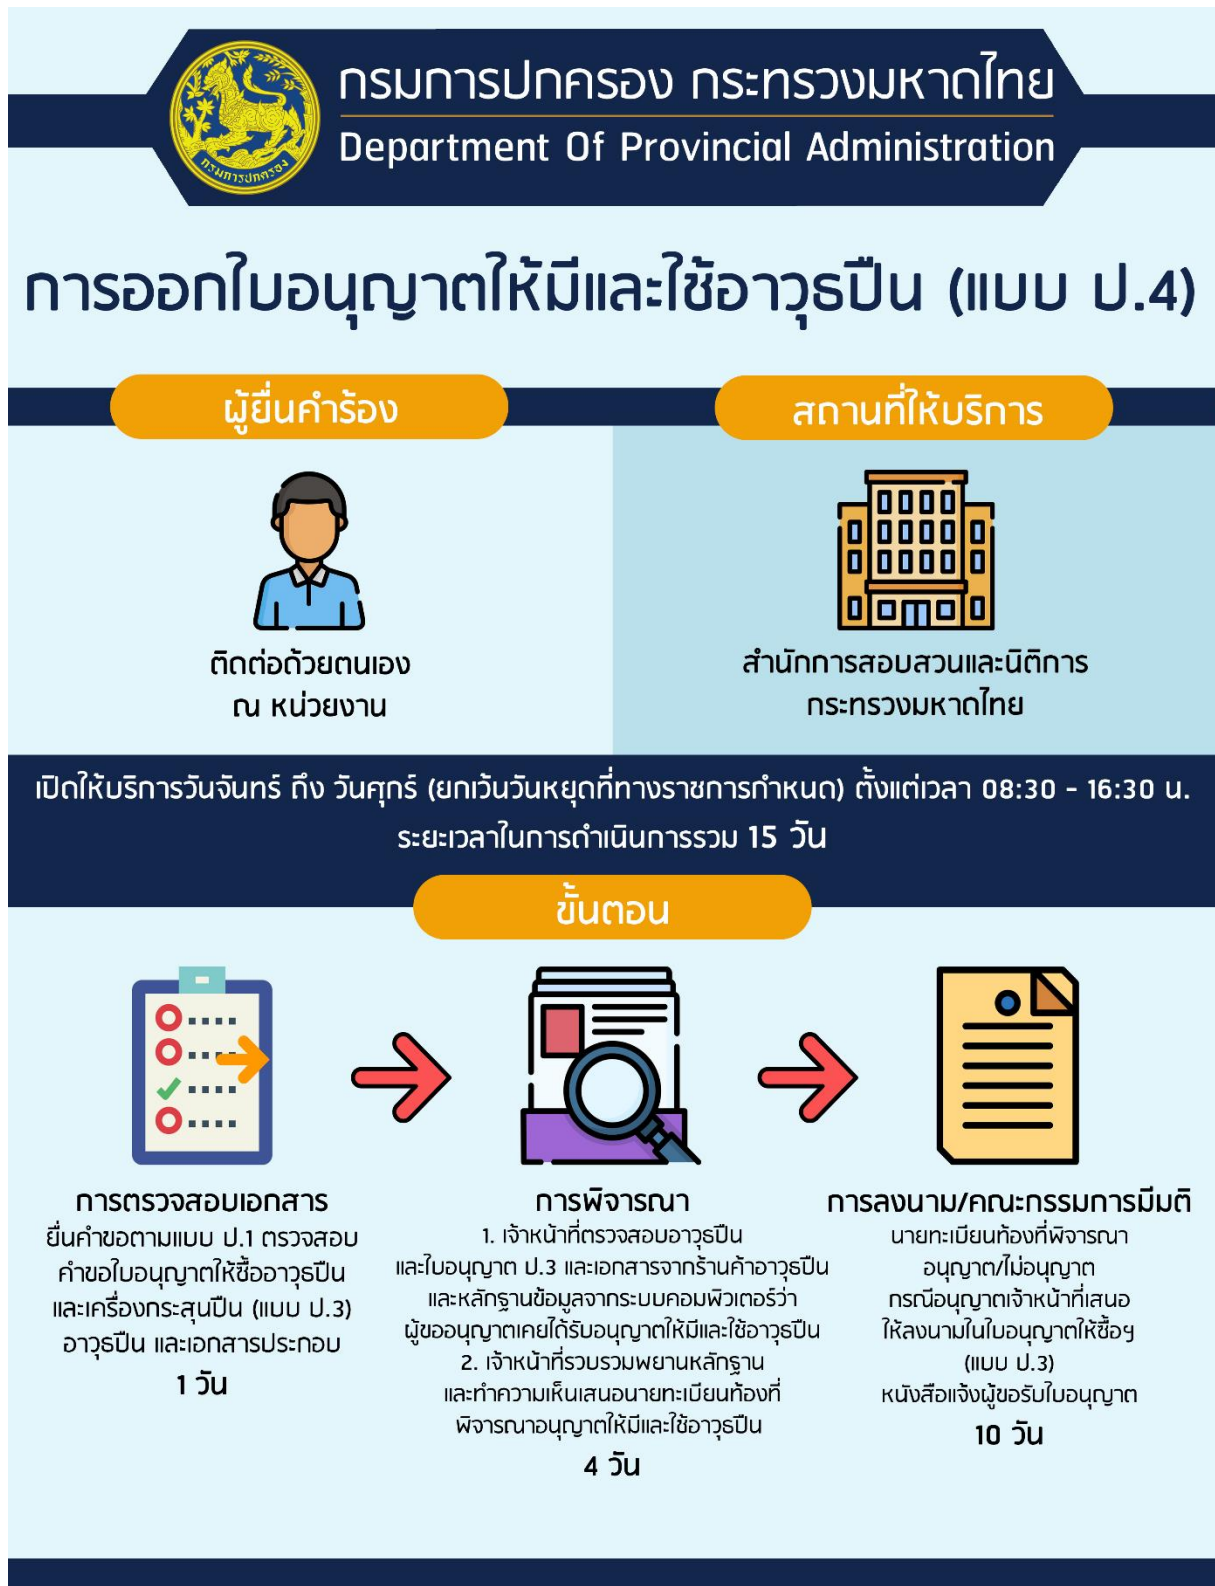 กรมการปกครอง
กรมการปกครอง กระทรวงมหาดไทย
Department Of Provincial Administration
การออกใบอนุญาตให้มีและใช้อาวุธปืน (แบบ ป.4)
ผู้ยื่นคำร้อง
ติดต่อด้วยตนเอง
ณ หน่วยงาน
สถานที่ให้บริการ
สำนักการสอบสวนและนิติการ
กระทรวงมหาดไทย
เปิดให้บริการวันจันทร์ ถึง วันศุกร์ (ยกเว้นวันหยุดที่ทางราชการกำหนด) ตั้งแต่เวลา 08:30 - 16:30 น.
ระยะเวลาในการดำเนินการรวม 15 วัน
ขั้นตอน
การตรวจสอบเอกสาร
ยื่นคำขอตามแบบ ป.1 ตรวจสอบ
คำขอใบอนุญาตให้ซื้ออาวุธปืน
และเครื่องกระสุนปืน (แบบ ป.3)
อาวุธปืน และเอกสารประกอบ
1 วัน
การพิจารณา
1. เจ้าหน้าที่ตรวจสอบอาวุธปืน
และใบอนุญาต ป.3 และเอกสารจากร้านค้าอาวุธปืน
และหลักฐานข้อมูลจากระบบคอมพิวเตอร์ว่า
ผู้ขออนุญาตเคยได้รับอนุญาตให้มีและใช้อาวุธปืน
2. เจ้าหน้าที่รวบรวมพยานหลักฐาน
และทำความเห็นเสนอนายทะเบียนท้องที่
พิจารณาอนุญาตให้มีและใช้อาวุธปืน
4 วัน
การลงนาม/คณะกรรมการมีมติ
นายทะเบียนท้องที่พิจารณา
อนุญาต/ไม่อนุญาต
กรณีอนุญาตเจ้าหน้าที่เสนอ
ให้ลงนามในใบอนุญาตให้ซื้อฯ
(แบบ ป.3)
หนังสือแจ้งผู้ขอรับใบอนุญาต
10 วัน